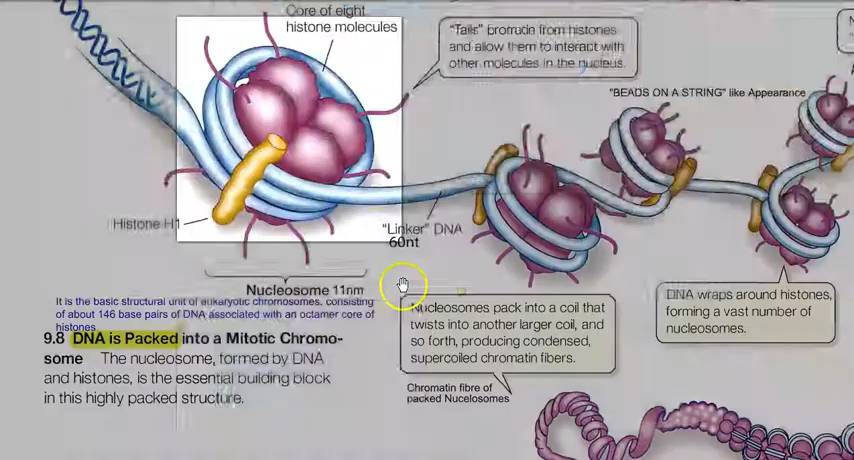 Core of eight
histone molecules
"Tails" protrude from histones
and allow them to interact with
other molecules in the nucleus.
"BEADS ON A STRING" like Appearance
Histone H1
"Linker" DNA
60nt
Nucleosome 11nm
It is the basic structural unit of eukaryotic chromosomes, consisting
of about 146 base pairs of DNA associated with an octamer core of
histones
Nucleosomes pack into a coil that
twists into another larger coil, and
so forth, producing condensed,
supercoiled chromatin fibers.
DNA wraps around histones,
forming a vast number of
nucleosomes.
9.8 DNA is Packed into a Mitotic Chromo-
some The nucleosome, formed by DNA
and histones, is the essential building block
in this highly packed structure.
Chromatin fibre of
packed Nucelosomes